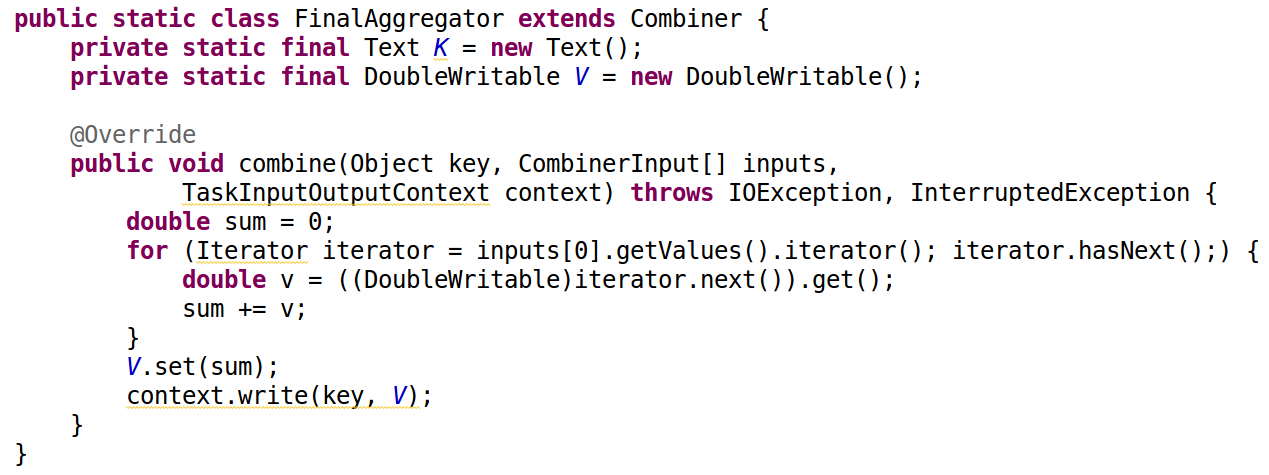 public static class FinalAggregator extends Combiner {
    private static final Text K = new Text();
    private static final DoubleWritable V = new DoubleWritable();

    @Override
    public void combine(Object key, CombinerInput[] inputs,
            TaskInputOutputContext context) throws IOException, InterruptedException {
        double sum = 0;
        for (Iterator iterator = inputs[0].getValues().iterator(); iterator.hasNext();) {
            double v = ((DoubleWritable)iterator.next()).get();
            sum += v;
        }
        V.set(sum);
        context.write(key, V);
    }
}